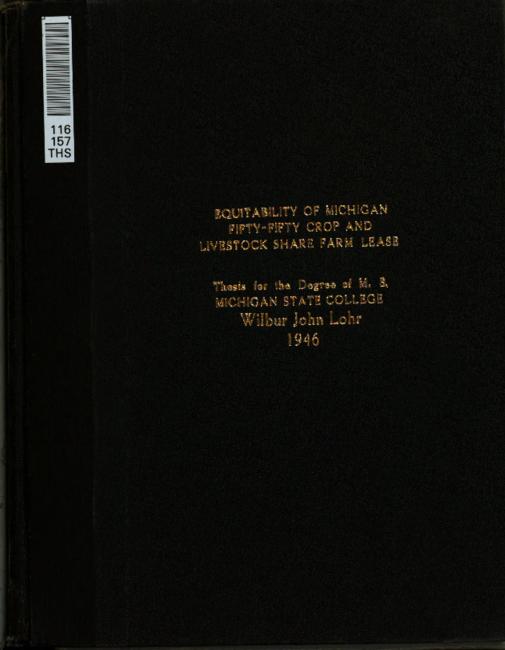 116
157
THS
EQUITABILITY OF MICHIGAN
FIFTY-FIFTY CROP AND
LIVESTOCK SHARE FARM LEASE
Thesis for the Degree of M. S.
MICHIGAN STATE COLLEGE
Wilbur John Lohr
1946